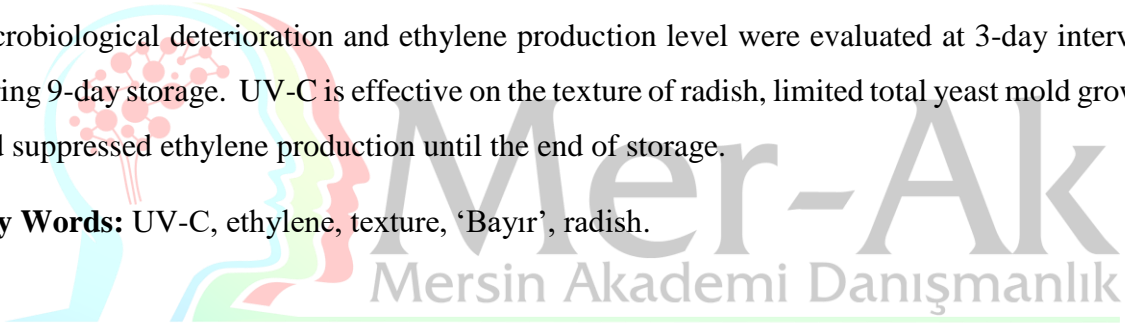 crobiological deterioration and ethylene production level were evaluated at 3-day interv
ring 9-day storage. UV-C is effective on the texture of radish, limited total yeast mold grov
d suppressed ethylene production until the end of storage.
y Words: UV-C, ethylene, texture, ‘Bayır’, radish.
Mer-Ak
Mersin Akademi Danışmanlık